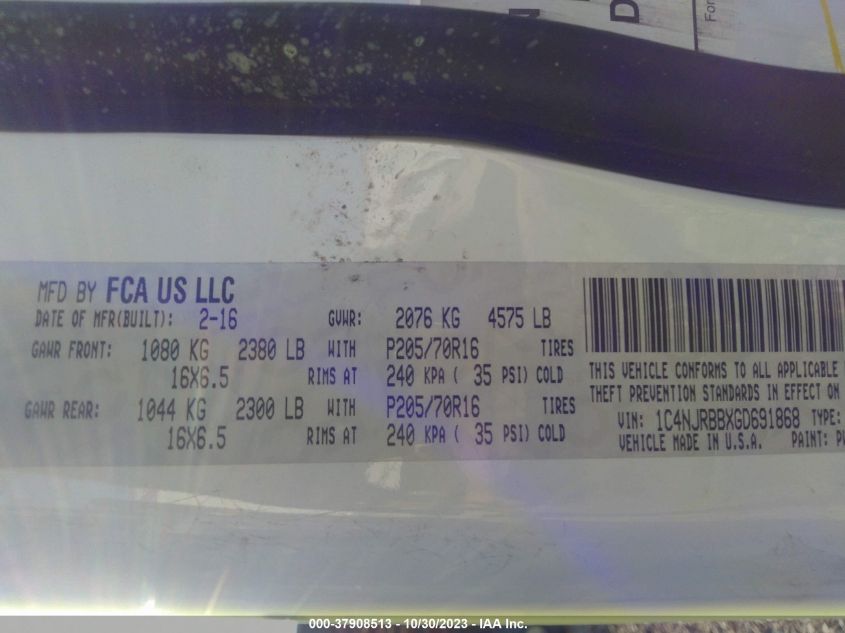 D
For
MFD BY FCA US LLC
DATE OF MFR(BUILT): 2-16 GVWR: 2076 KG 4575 LB
GAWR FRONT: 1080 KG 2380 LB WITH P205/70R16 TIRES
16X6.5 RIMS AT 240 KPA ( 35 PSI) COLD
GAWR REAR: 1044 KG 2300 LB WITH P205/70R16 TIRES
16X6.5 RIMS AT 240 KPA ( 35 PSI) COLD
THIS VEHICLE CONFORMS TO ALL APPLICABLE
THEFT PREVENTION STANDARDS IN EFFECT ON
VIN: 1C4NJRBBXGD691868 TYPE:
VEHICLE MADE IN U.S.A. PAINT:
000-37908513 - 10/30/2023 - IAA Inc.